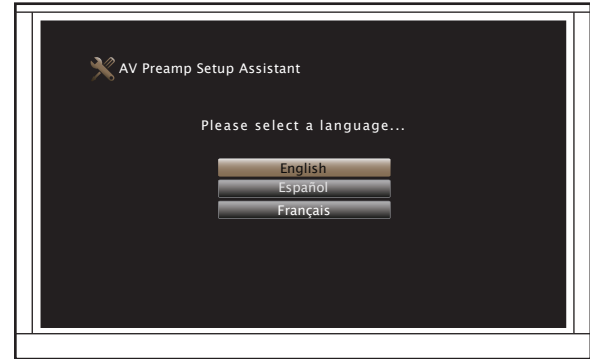 AV Preamp Setup Assistant
Please select a language...
English
Español
Français